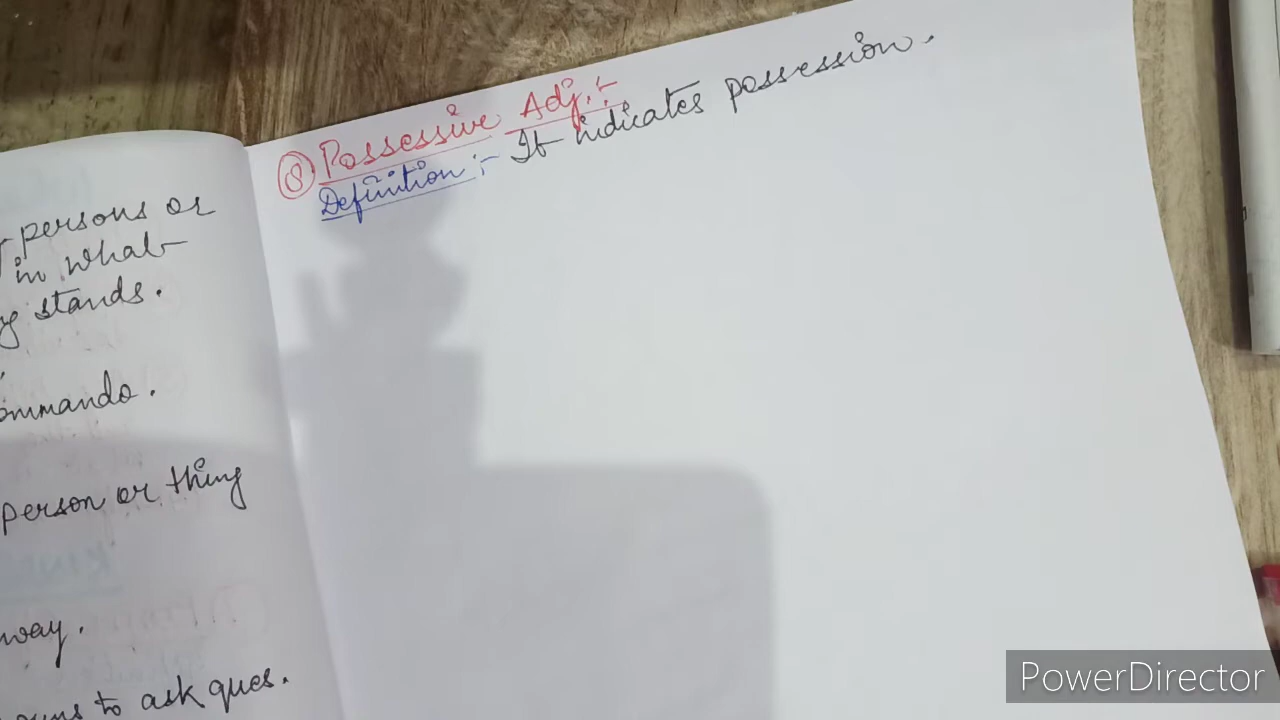 persons or
in what
stands.
ommando.
person or thing
way.
to ask ques.
⑧ Possessive Adj. :-
Definition :- It indicates possession.
PowerDirector